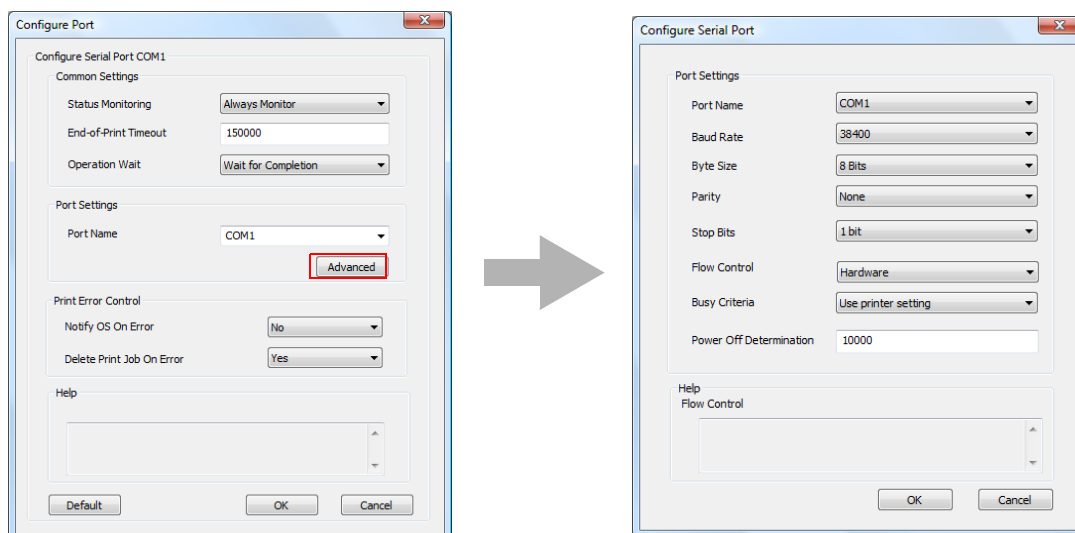 Configure Port
Configure Serial Port COM1
Common Settings
Status Monitoring Always Monitor
End-of-Print Timeout 150000
Operation Wait Wait for Completion
Port Settings
Port Name COM1
Advanced
Print Error Control
Notify OS On Error No
Delete Print Job On Error Yes
Help
Default OK Cancel
Configure Serial Port
Port Settings
Port Name COM1
Baud Rate 38400
Byte Size 8 Bits
Parity None
Stop Bits 1 bit
Flow Control Hardware
Busy Criteria Use printer setting
Power Off Determination 10000
Help
Flow Control
OK Cancel